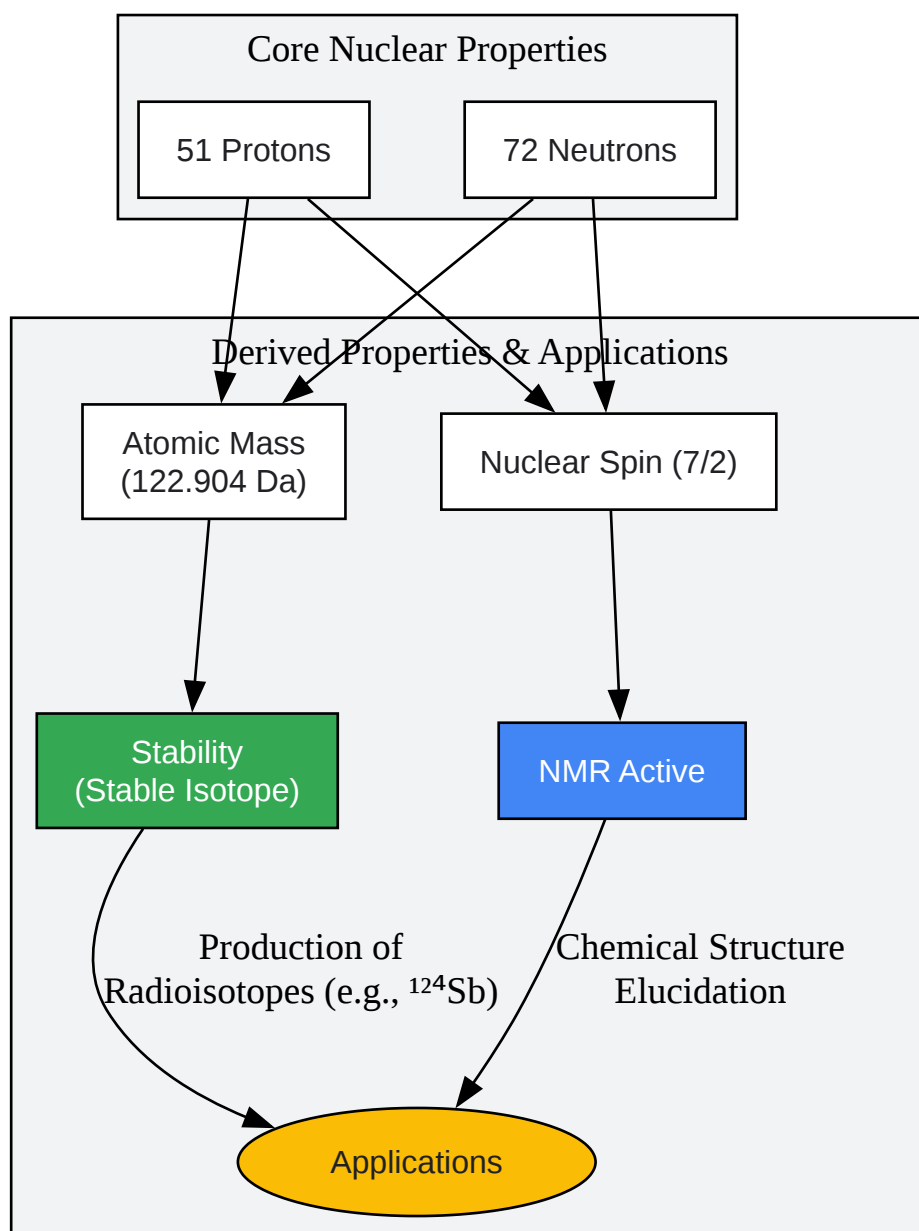 Core Nuclear Properties
51 Protons
72 Neutrons
Derived Properties & Applications
Atomic Mass
(122.904 Da)
Nuclear Spin (7/2)
Stability
(Stable Isotope)
NMR Active
Production of
Radioisotopes (e.g., ¹²⁴Sb)
Chemical Structure
Elucidation
Applications